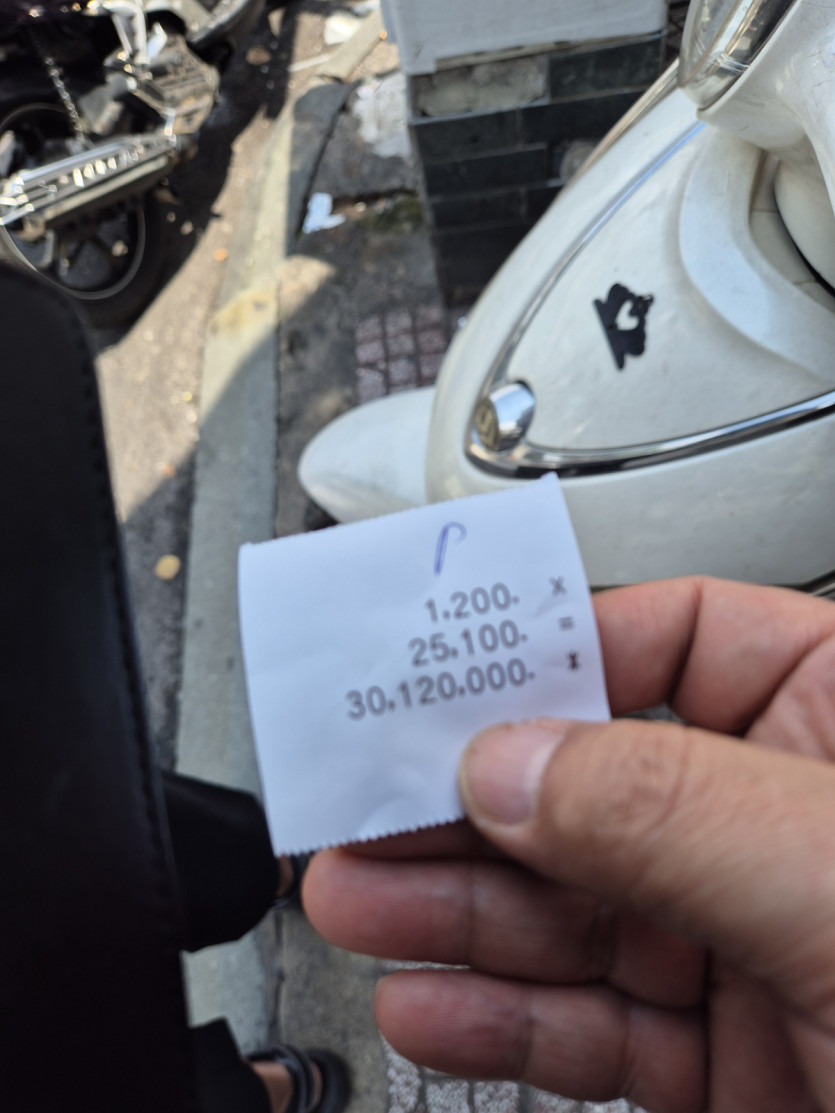 1.200. X
25.100. =
30.120.000. *